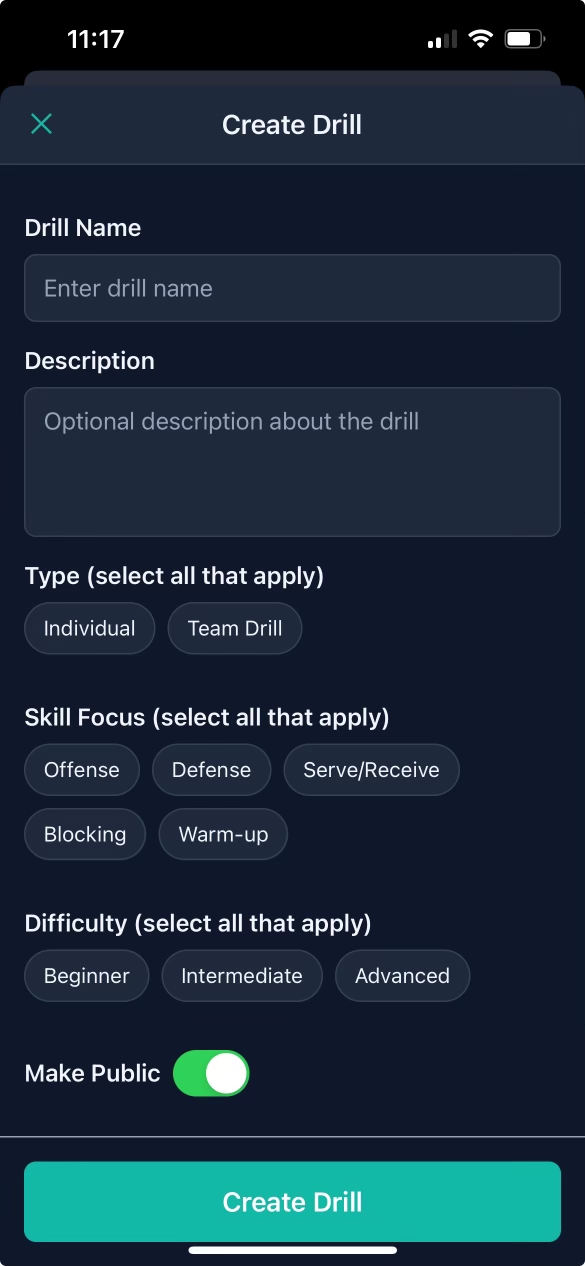 11:17
Create Drill
Drill Name
Enter drill name
Description
Optional description about the drill
Type (select all that apply)
Individual Team Drill
Skill Focus (select all that apply)
Offense Defense Serve/Receive
Blocking Warm-up
Difficulty (select all that apply)
Beginner Intermediate Advanced
Make Public
Create Drill